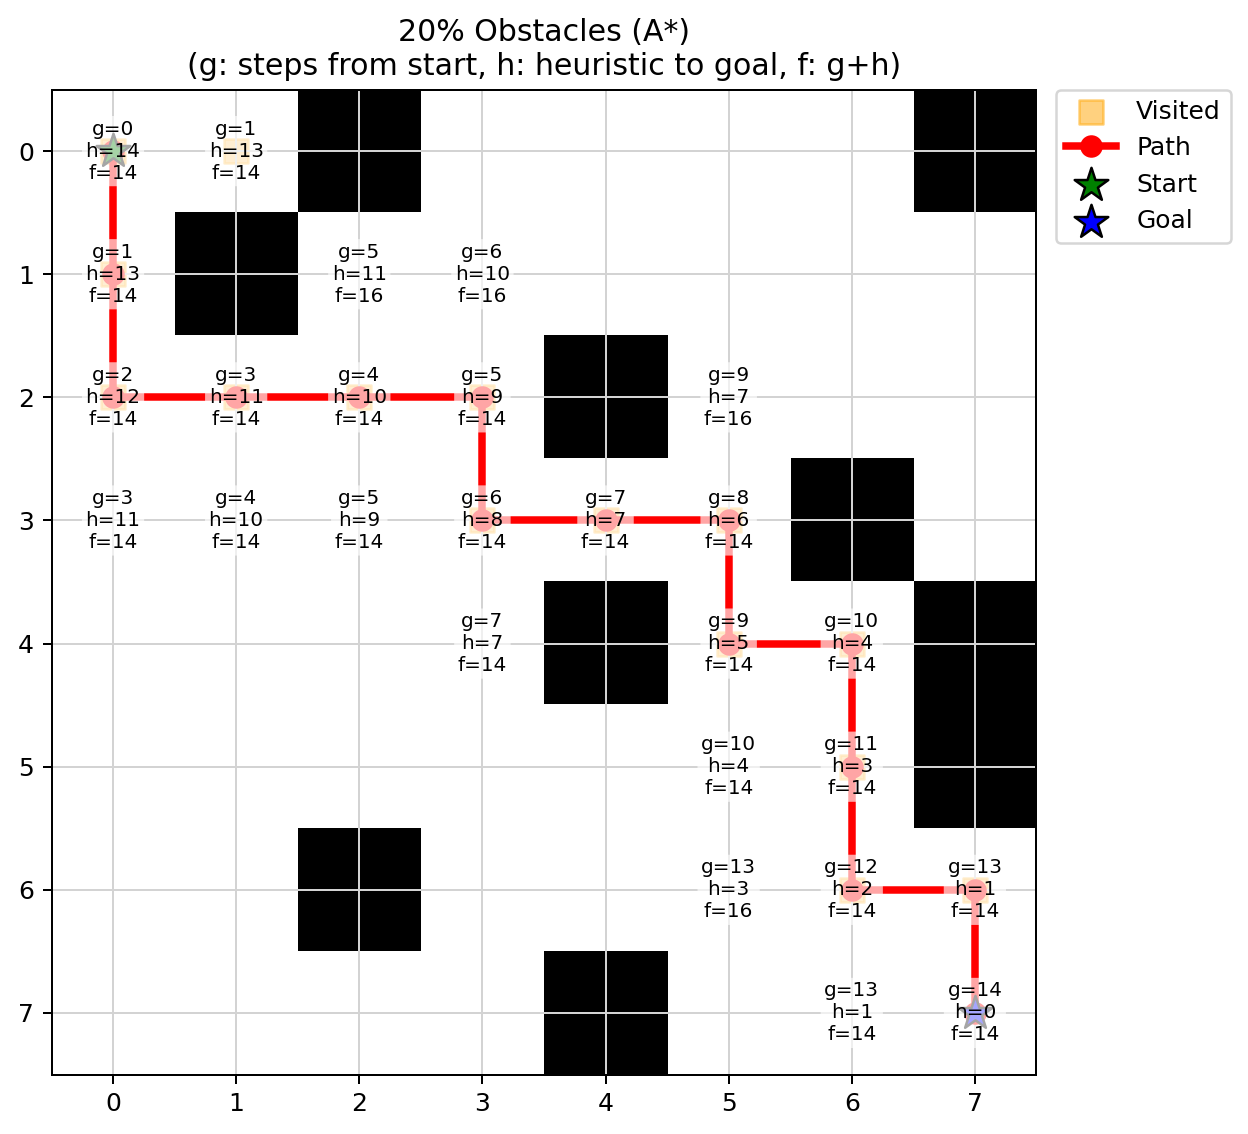 20% Obstacles (A*)
(g: steps from start, h: heuristic to goal, f: g+h)
Visited
Path
Start
Goal
0
g=0
h=14
f=14
g=1
h=13
f=14
1
g=1
h=13
f=14
g=5
h=11
f=16
g=6
h=10
f=16
2
g=2
h=12
f=14
g=3
h=11
f=14
g=4
h=10
f=14
g=5
h=9
f=14
g=9
h=7
f=16
3
g=3
h=11
f=14
g=4
h=10
f=14
g=5
h=9
f=14
g=6
h=8
f=14
g=7
h=7
f=14
g=8
h=6
f=14
4
g=7
h=7
f=14
g=9
h=5
f=14
g=10
h=4
f=14
5
g=10
h=4
f=14
g=11
h=3
f=14
6
g=13
h=3
f=16
g=12
h=2
f=14
g=13
h=1
f=14
7
g=13
h=1
f=14
g=14
h=0
f=14
0 1 2 3 4 5 6 7